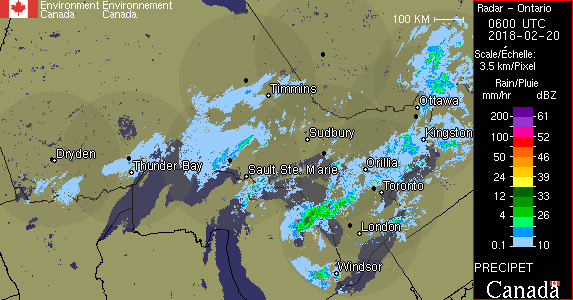 Environment Environnement
Canada Canada
100 KM
Timmins
Ottawa
Sudbury
Kingston
Dryden
Thunder Bay
Sault Ste. Marie
Orillia
Toronto
London
Windsor
Radar - Ontario
0600 UTC
2018-02-20
Scale/Échelle:
3.5 km/Pixel
Rain/Pluie
mm/hr dBZ
200 61
100 52
50 46
24 39
12 33
4 26
0.1 10
PRECIPET
Canada